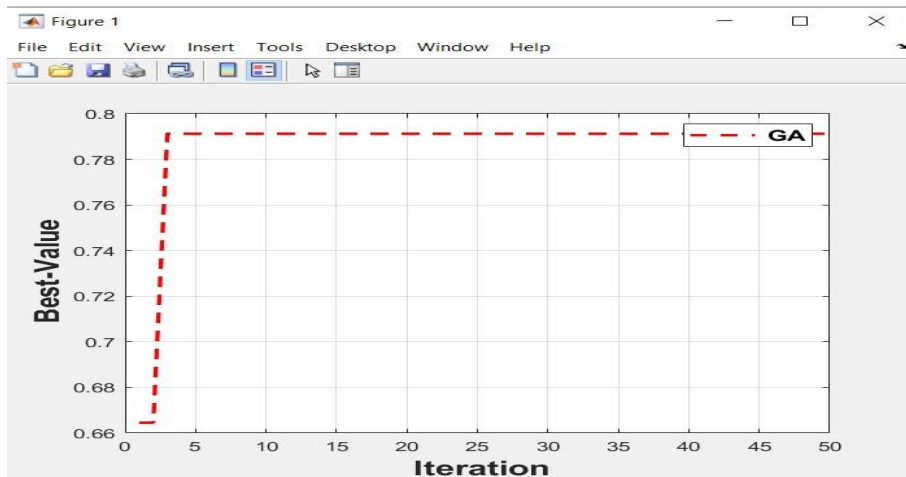 Figure 1
File Edit View Insert Tools Desktop Window Help
0.8
0.78
0.76
0.74
0.72
0.7
0.68
0.66
Best-Value
GA
0 5 10 15 20 25 30 35 40 45 50
Iteration